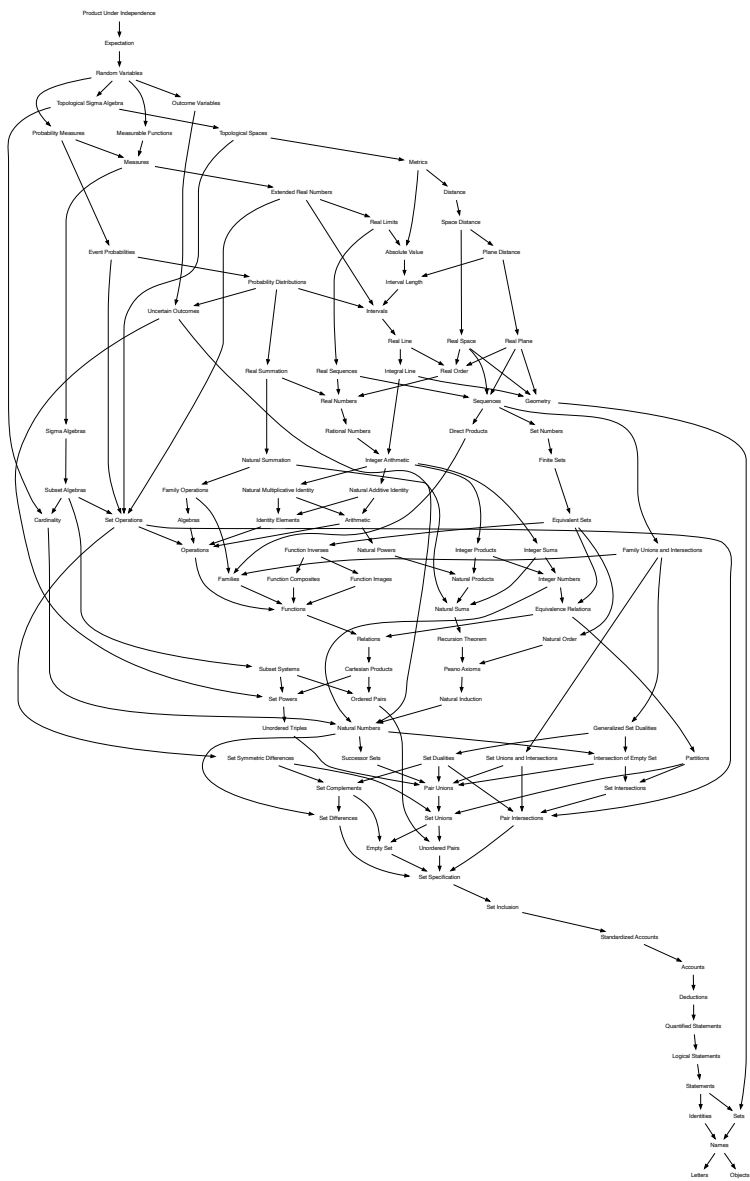 Product Under Independence
Expectation
Random Variables
Topological Sigma Algebra
Outcome Variables
Probability Measures
Measurable Functions
Topological Spaces
Measures
Metrics
Extended Real Numbers
Distance
Real Limits
Space Distance
Event Probabilities
Absolute Value
Plane Distance
Probability Distributions
Interval Length
Uncertain Outcomes
Intervals
Real Line
Real Space
Real Plane
Real Summation
Real Sequences
Integral Line
Real Order
Real Numbers
Sequences
Geometry
Sigma Algebras
Rational Numbers
Direct Products
Set Numbers
Natural Summation
Integer Arithmetic
Finite Sets
Subset Algebras
Family Operations
Natural Multiplicative Identity
Natural Additive Identity
Cardinality
Set Operations
Algebras
Identity Elements
Arithmetic
Equivalent Sets
Operations
Function Inverses
Natural Powers
Integer Products
Integer Sums
Family Unions and Intersections
Families
Function Composites
Function Images
Natural Products
Integer Numbers
Functions
Natural Sums
Equivalence Relations
Relations
Recursion Theorem
Natural Order
Subset Systems
Cartesian Products
Peano Axioms
Set Powers
Ordered Pairs
Natural Induction
Unordered Triples
Natural Numbers
Generalized Set Dualities
Set Symmetric Differences
Successor Sets
Set Dualities
Set Unions and Intersections
Intersection of Empty Set
Partitions
Set Complements
Pair Unions
Set Intersections
Set Differences
Set Unions
Pair Intersections
Empty Set
Unordered Pairs
Set Specification
Set Inclusion
Standardized Accounts
Accounts
Deductions
Quantified Statements
Logical Statements
Statements
Identities
Sets
Names
Letters
Objects